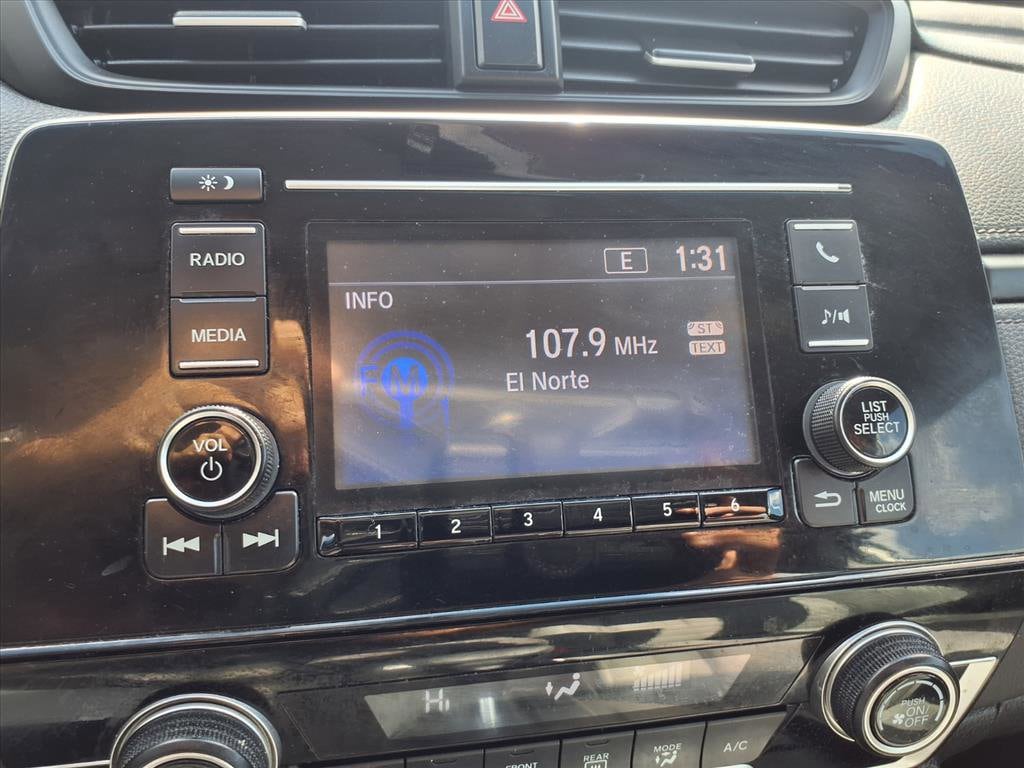 RADIO
MEDIA
VOL
E
1:31
INFO
107.9 MHz
ST
TEXT
FM
El Norte
1 2 3 4 5 6
LIST
PUSH
SELECT
MENU
CLOCK
Hi
PUSH
ON/
OFF
FRONT
REAR
MODE
A/C